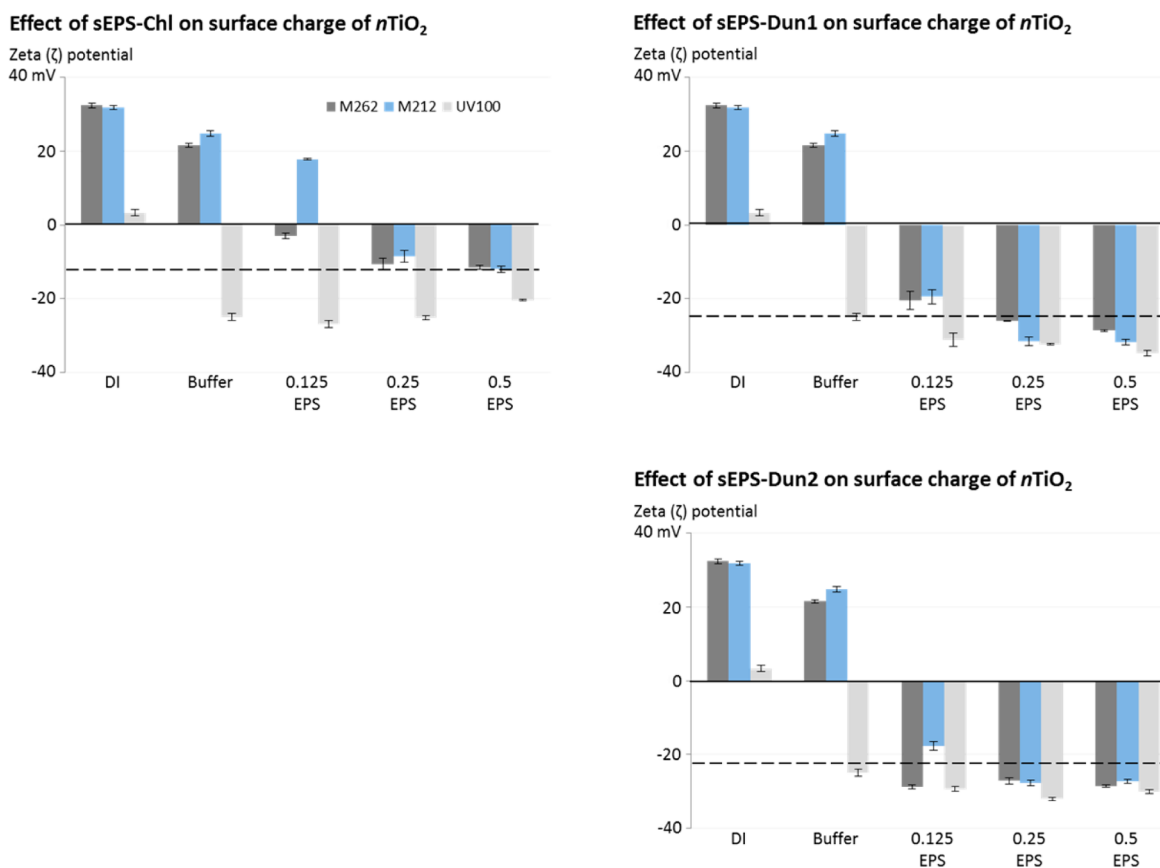 Effect of sEPS-Chl on surface charge of nTiO₂
Zeta (ζ) potential
40 mV
20
0
-20
-40
M262 M212 UV100
DI Buffer 0.125 0.25 0.5
EPS EPS EPS
Effect of sEPS-Dun1 on surface charge of nTiO₂
Zeta (ζ) potential
40 mV
20
0
-20
-40
DI Buffer 0.125 0.25 0.5
EPS EPS EPS
Effect of sEPS-Dun2 on surface charge of nTiO₂
Zeta (ζ) potential
40 mV
20
0
-20
-40
DI Buffer 0.125 0.25 0.5
EPS EPS EPS